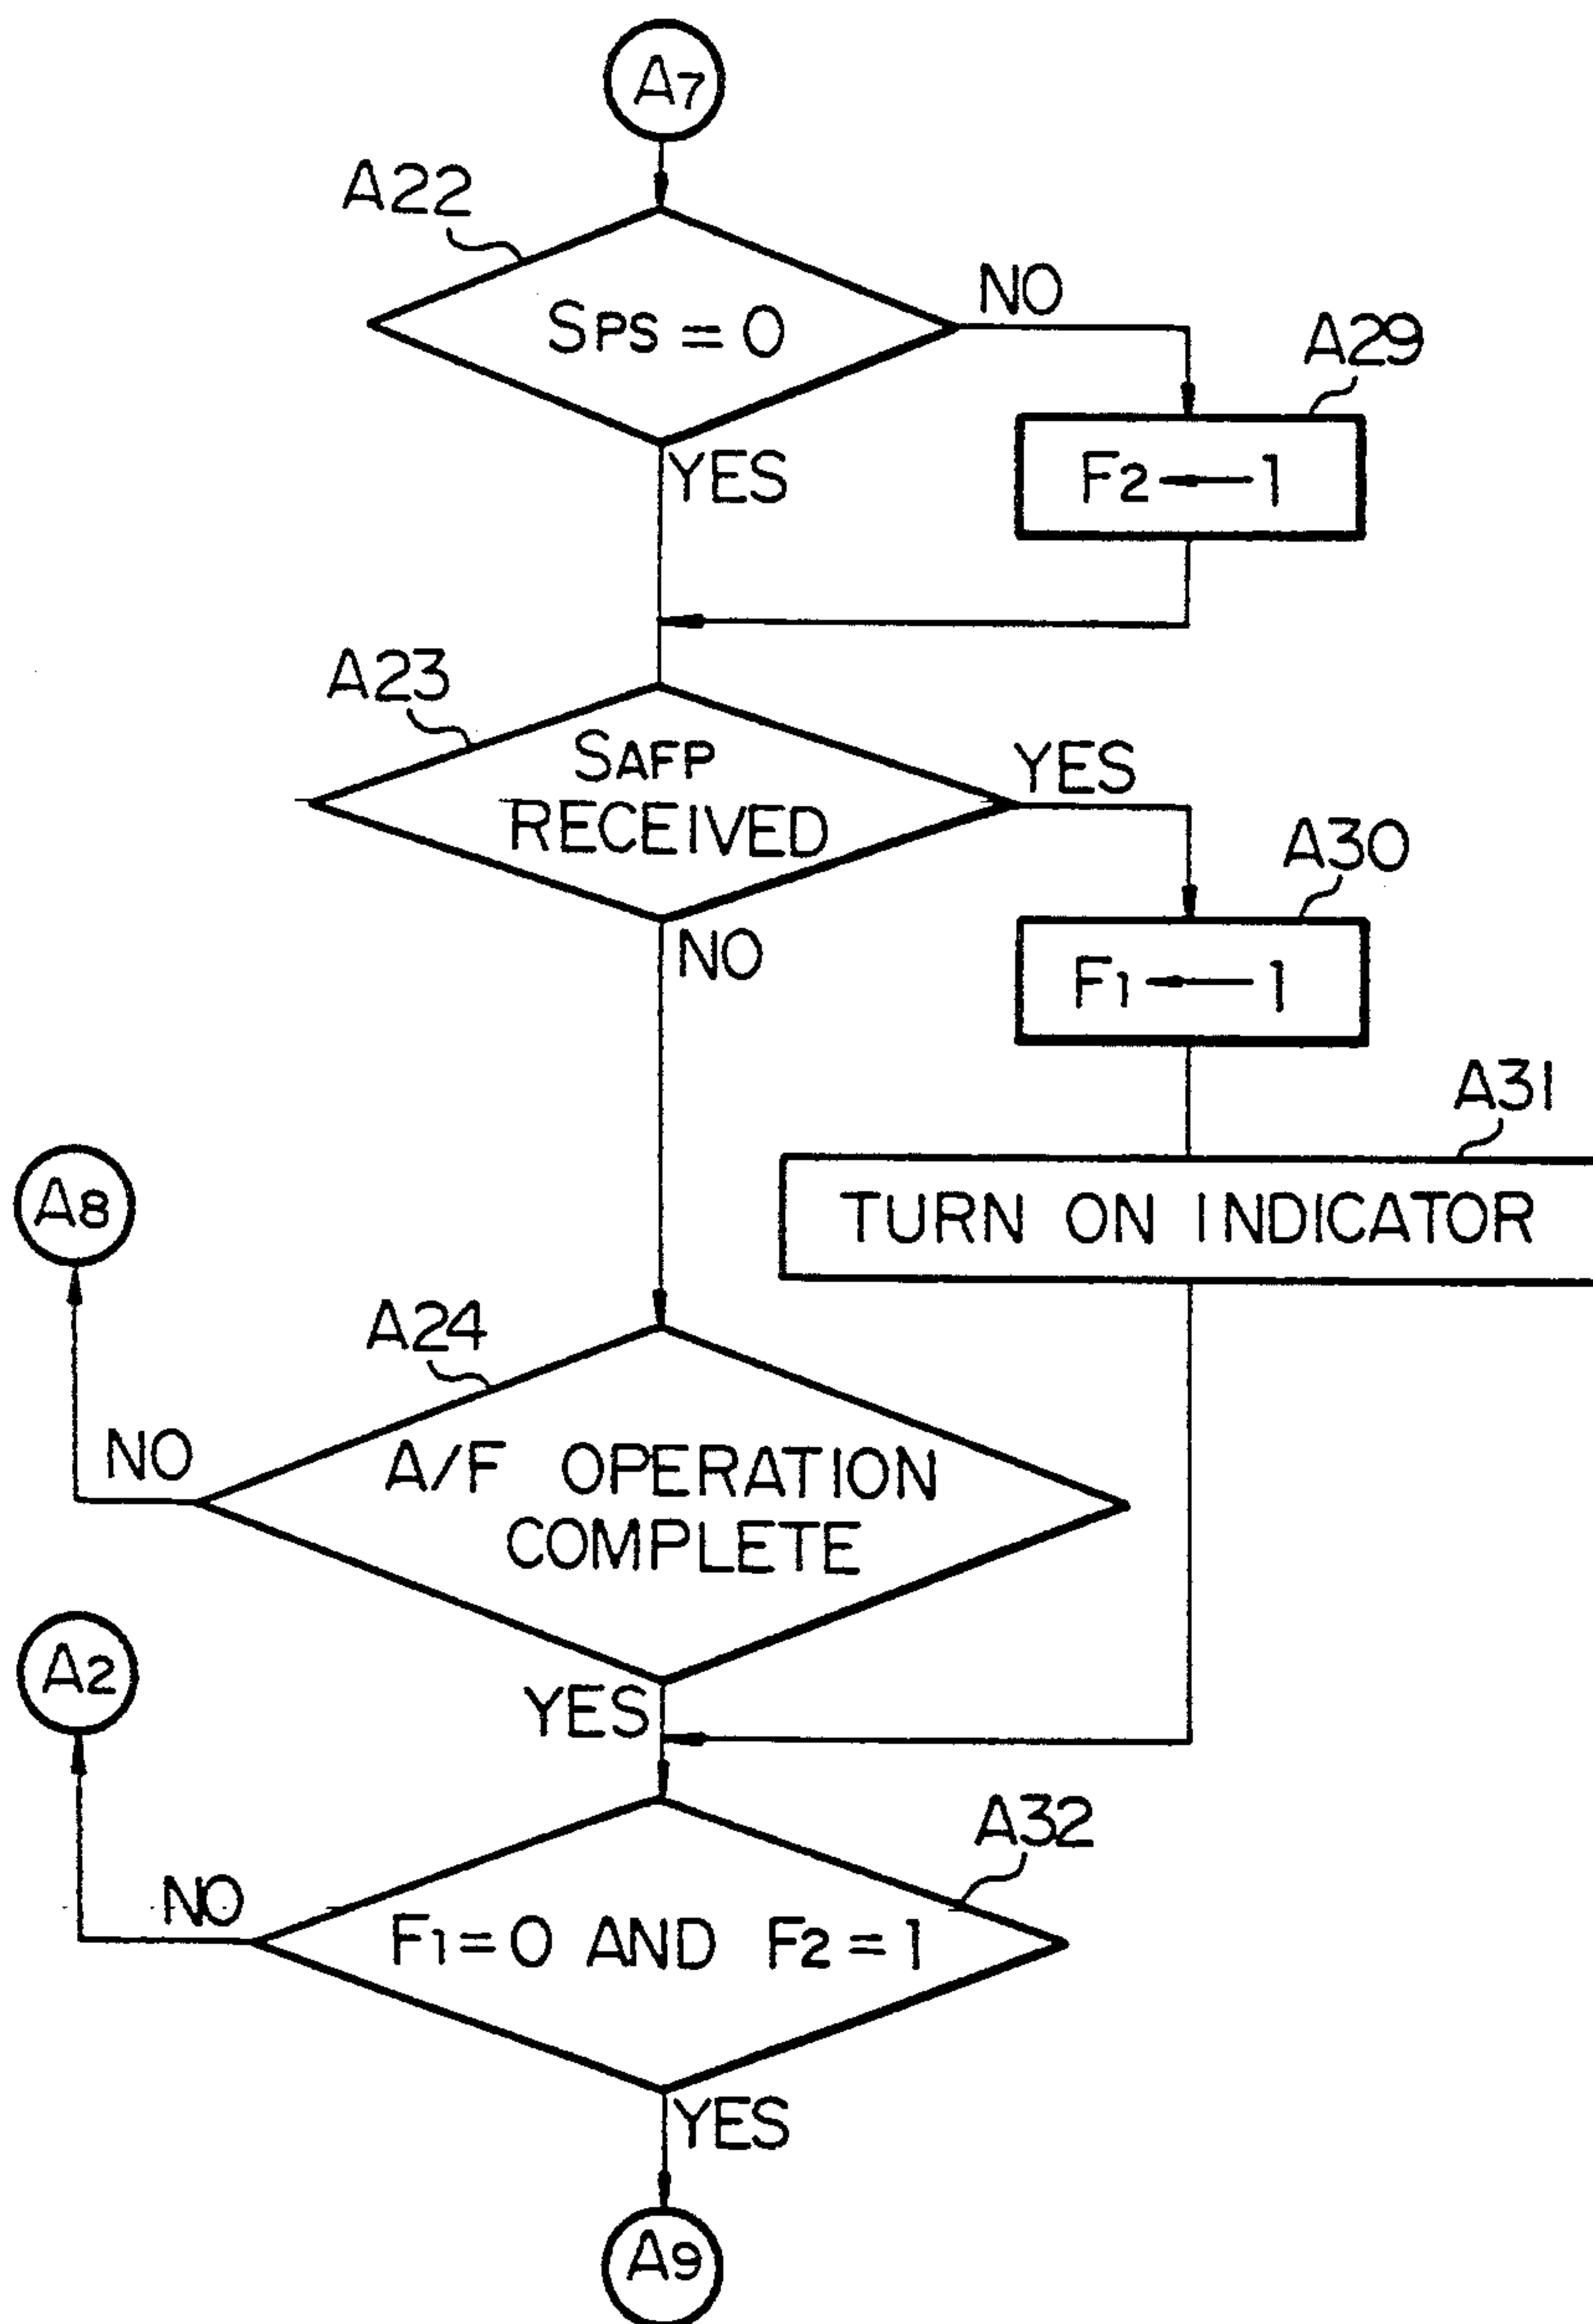 A7
A22
SPS = 0
NO
A29
F2 ← 1
YES
A23
SAFP
RECEIVED
YES
A30
F1 ← 1
NO
A31
TURN ON INDICATOR
A8
A24
NO
A/F OPERATION
COMPLETE
A2
YES
A32
NO
F1 = 0 AND F2 = 1
YES
A9